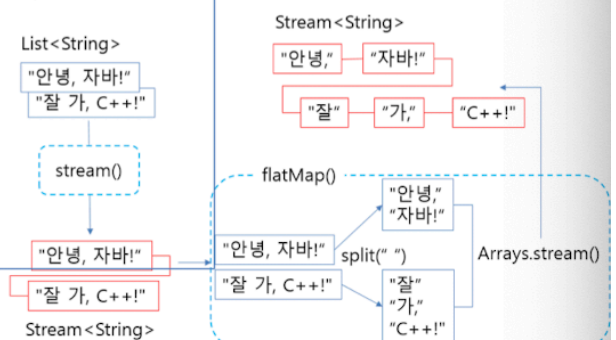 List<String>
"안녕, 자바!"
"잘 가, C++!"
stream()
"안녕, 자바!"
"잘 가, C++!"
Stream<String>
Stream<String>
"안녕,"
"자바!"
"잘"
"가,"
"C++!"
flatMap()
"안녕, 자바!"
"잘 가, C++!"
split(" ")
"안녕,"
"자바!"
"잘"
"가,"
"C++!"
Arrays.stream()